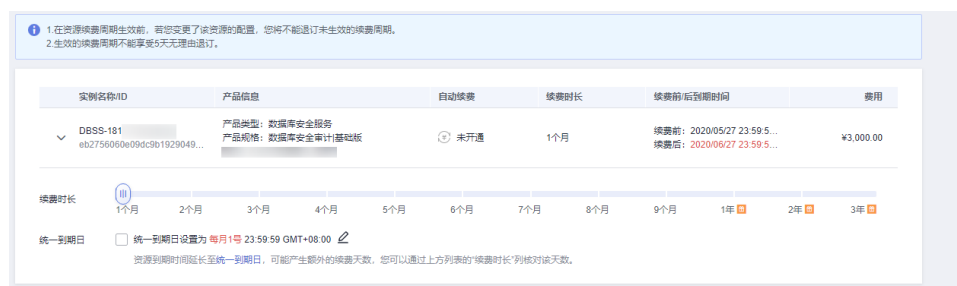 1.在资源续费周期生效前，若您变更了该资源的配置，您将不能退订未生效的续费周期。
2.生效的续费周期不能享受5天无理由退订。
实例名称/ID 产品信息 自动续费 续费时长 续费前/后到期时间 费用
DBSS-181 产品类型：数据库安全服务 未开通 1个月 续费前：2020/05/27 23:59:5... ¥3,000.00
eb2756060e09dc9b1929049... 产品规格：数据库安全审计|基础版 续费后：2020/06/27 23:59:5...
续费时长
1个月 2个月 3个月 4个月 5个月 6个月 7个月 8个月 9个月 1年 惠 2年 惠 3年 惠
统一到期日 统一到期日设置为 每月1号 23:59:59 GMT+08:00
资源到期时间延长至统一到期日，可能产生额外的续费天数，您可以通过上方列表的“续费时长”列核对该天数。